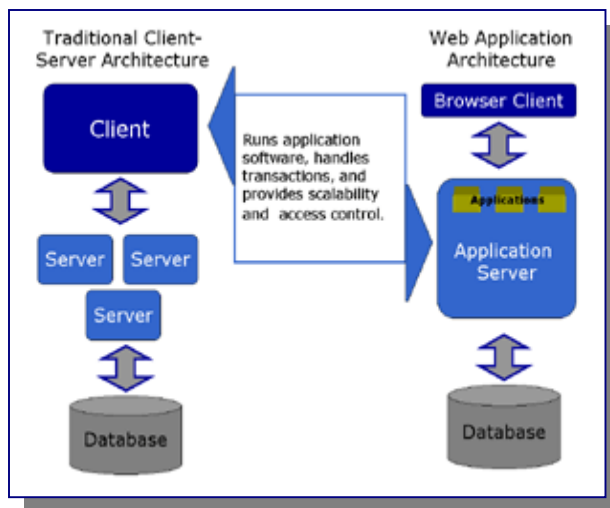 Traditional Client-
Server Architecture
Client
Server
Server
Server
Database
Runs application
software, handles
transactions, and
provides scalability
and access control.
Web Application
Architecture
Browser Client
Applications
Application
Server
Database